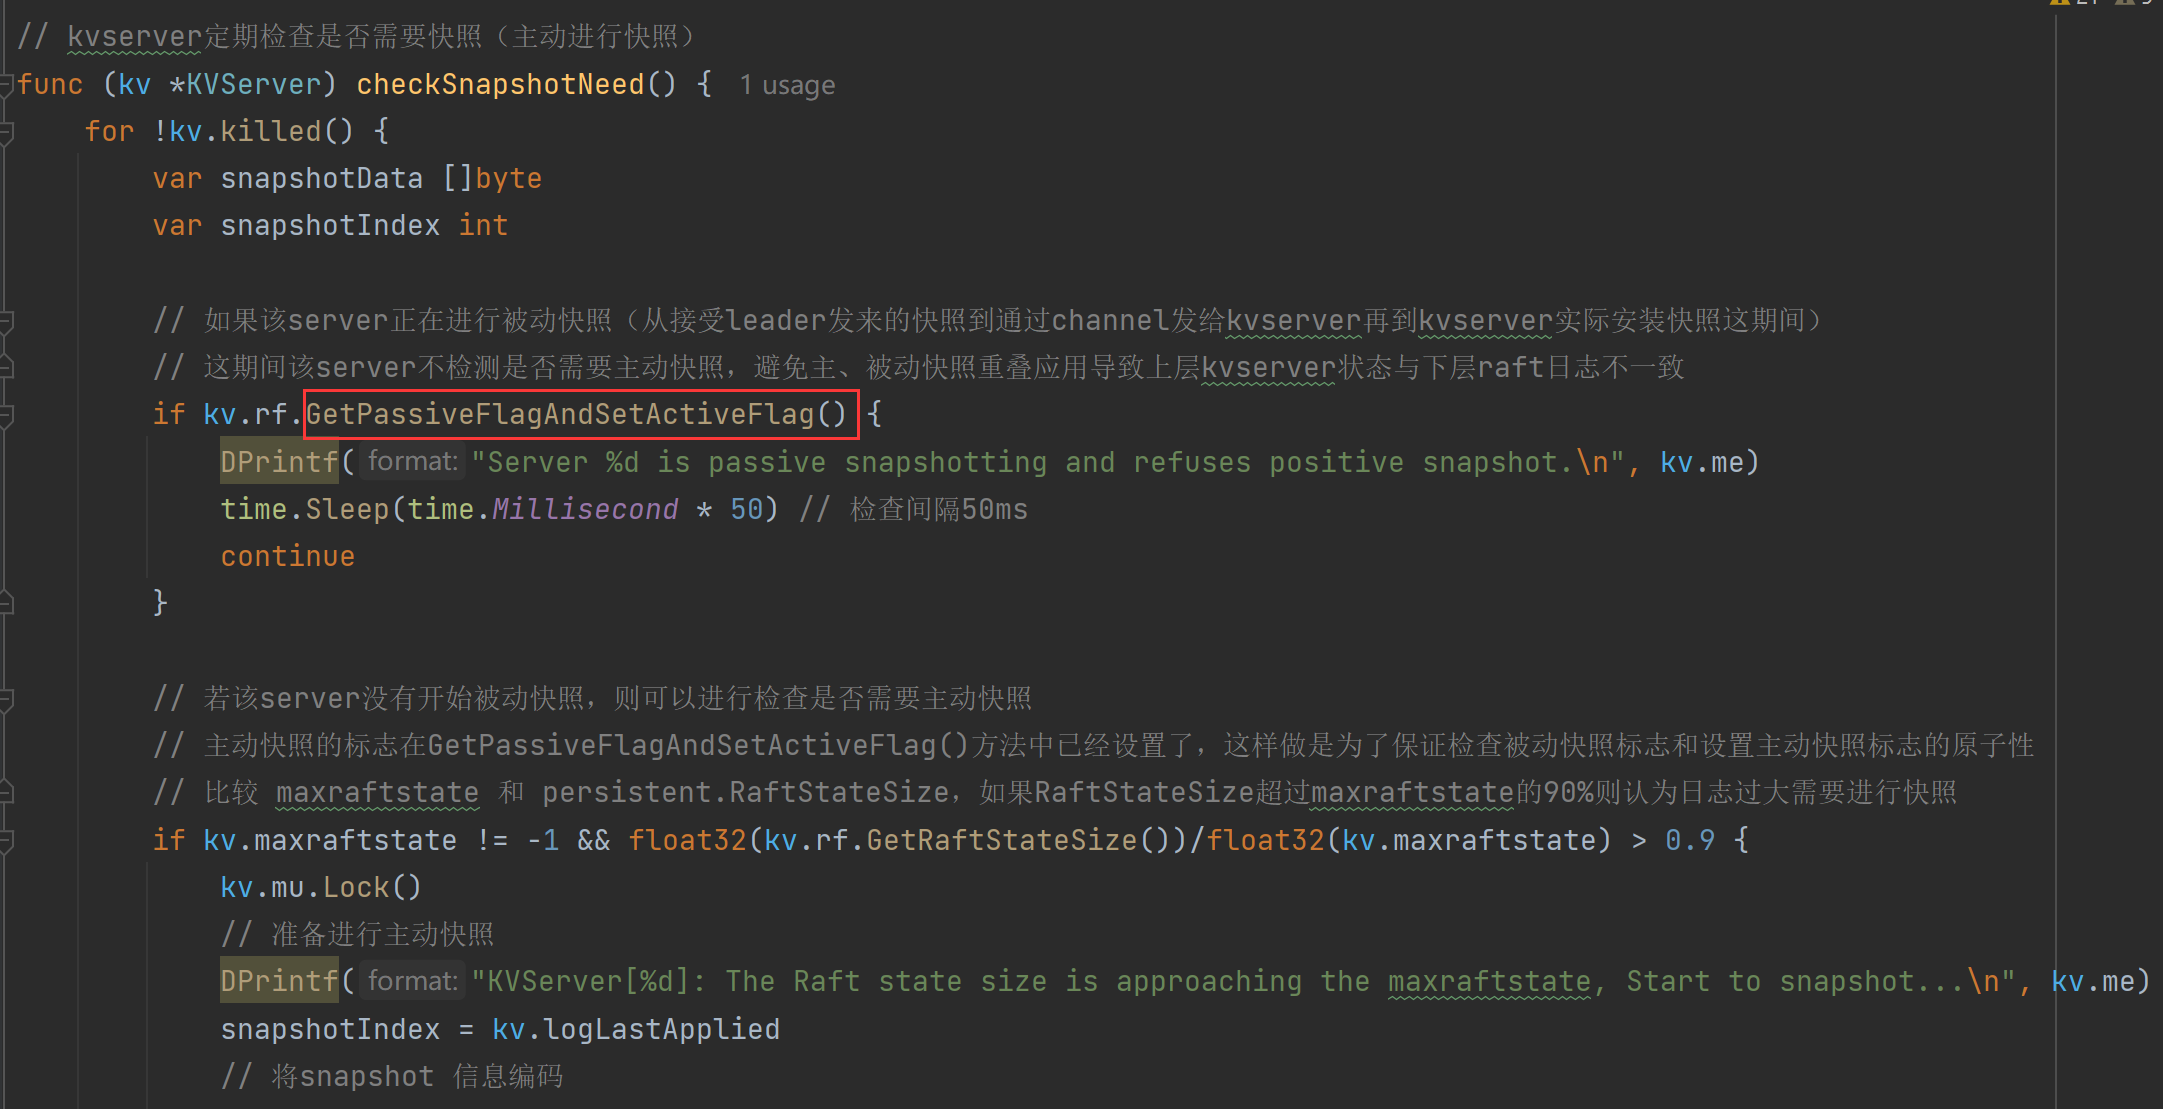 // kvserver定期检查是否需要快照（主动进行快照）
func (kv *KVServer) checkSnapshotNeed() { 1 usage
for !kv.killed() {
var snapshotData []byte
var snapshotIndex int
// 如果该server正在进行被动快照（从接受leader发来的快照到通过channel发给kvserver再到kvserver实际安装快照这期间）
// 这期间该server不检测是否需要主动快照，避免主、被动快照重叠应用导致上层kvserver状态与下层raft日志不一致
if kv.rf.GetPassiveFlagAndSetActiveFlag() {
DPrintf( format: "Server %d is passive snapshotting and refuses positive snapshot.\n", kv.me)
time.Sleep(time.Millisecond * 50) // 检查间隔50ms
continue
}
// 若该server没有开始被动快照，则可以进行检查是否需要主动快照
// 主动快照的标志在GetPassiveFlagAndSetActiveFlag()方法中已经设置了，这样做是为了保证检查被动快照标志和设置主动快照标志的原子性
// 比较 maxraftstate 和 persistent.RaftStateSize，如果RaftStateSize超过maxraftstate的90%则认为日志过大需要进行快照
if kv.maxraftstate != -1 && float32(kv.rf.GetRaftStateSize())/float32(kv.maxraftstate) > 0.9 {
kv.mu.Lock()
// 准备进行主动快照
DPrintf( format: "KVServer[%d]: The Raft state size is approaching the maxraftstate, Start to snapshot...\n", kv.me)
snapshotIndex = kv.logLastApplied
// 将snapshot 信息编码